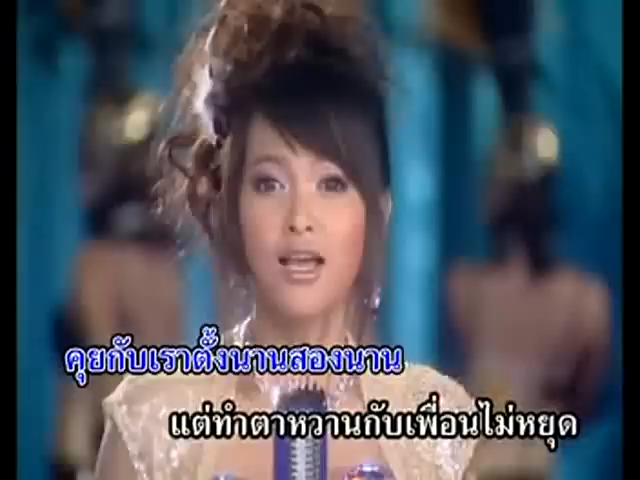 คุยกับเราตั้งนานสองนาน
แต่ทำตาหวานกับเพื่อนไม่หยุด